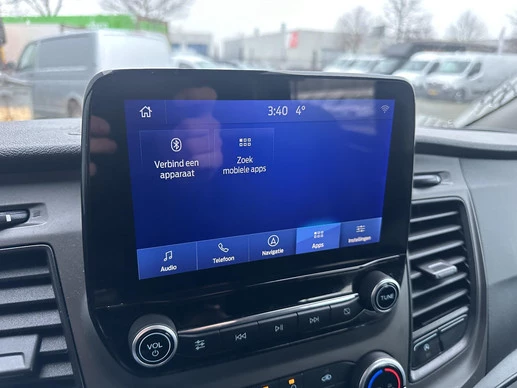 3:40 4°
Verbind een
apparaat
Zoek
mobiele apps
Audio
Telefoon
Navigatie
Apps
Instellingen
VOL
TUNE